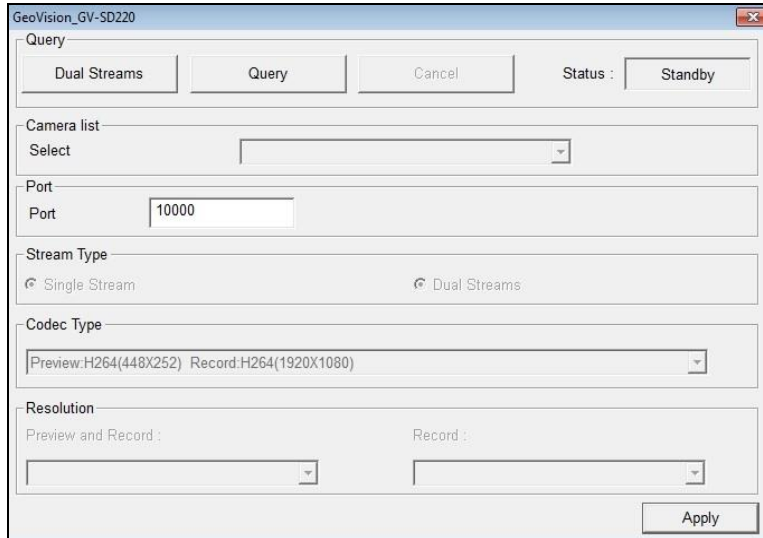 GeoVision_GV-SD220
Query
Dual Streams Query Cancel Status : Standby
Camera list
Select
Port
Port 10000
Stream Type
Single Stream Dual Streams
Codec Type
Preview:H264(448X252) Record:H264(1920X1080)
Resolution
Preview and Record : Record :
Apply